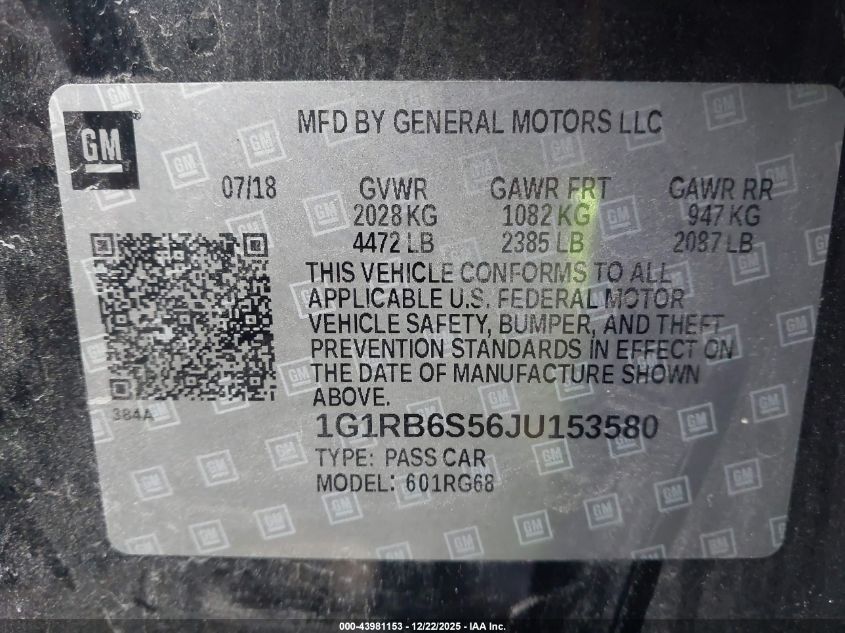 GM
MFD BY GENERAL MOTORS LLC
07/18 GVWR GAWR FRT GAWR RR
2028 KG 1082 KG 947 KG
4472 LB 2385 LB 2087 LB
THIS VEHICLE CONFORMS TO ALL
APPLICABLE U.S. FEDERAL MOTOR
VEHICLE SAFETY, BUMPER, AND THEFT
PREVENTION STANDARDS IN EFFECT ON
THE DATE OF MANUFACTURE SHOWN
ABOVE.
384A
1G1RB6S56JU153580
TYPE: PASS CAR
MODEL: 601RG68
000-43981153 - 12/22/2025 - IAA Inc.